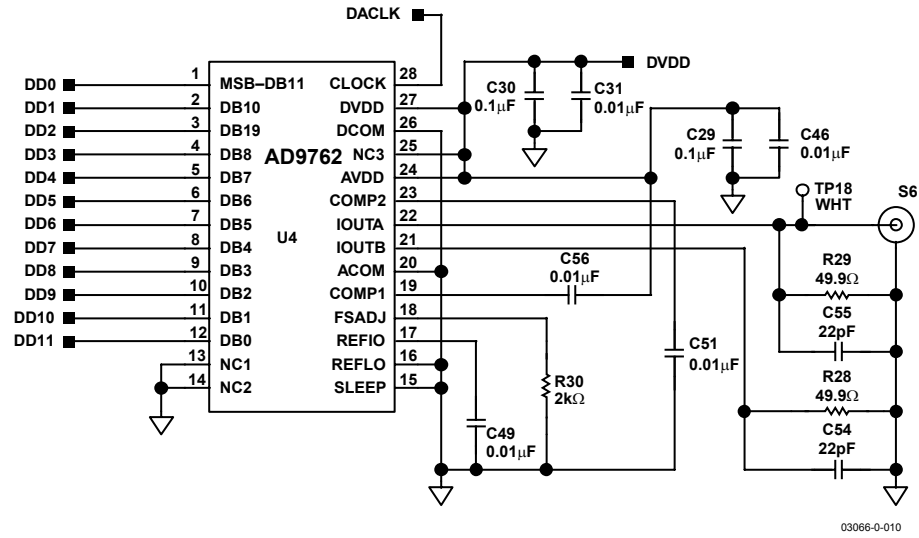 DACLK
DVDD
C30
0.1µF
C31
0.01µF
C29
0.1µF
C46
0.01µF
TP18
WHT
S6
DD0
DD1
DD2
DD3
DD4
DD5
DD6
DD7
DD8
DD9
DD10
DD11
1
2
3
4
5
6
7
8
9
10
11
12
13
14
MSB–DB11
DB10
DB19
DB8
DB7
DB6
DB5
DB4
DB3
DB2
DB1
DB0
NC1
NC2
AD9762
U4
CLOCK
DVDD
DCOM
NC3
AVDD
COMP2
IOUTA
IOUTB
ACOM
COMP1
FSADJ
REFIO
REFLO
SLEEP
28
27
26
25
24
23
22
21
20
19
18
17
16
15
C56
0.01µF
R29
49.9Ω
C55
22pF
C51
0.01µF
R30
2kΩ
R28
49.9Ω
C54
22pF
C49
0.01µF
03066-0-010